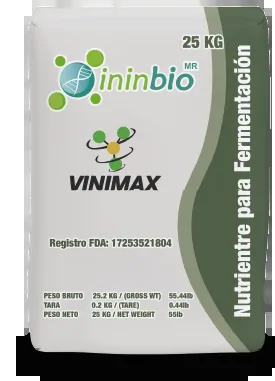 25 KG
ininbio MR
VINIMAX
Nutrientre para Fermentación
Registro FDA: 17253521804
PESO BRUTO 25.2 KG / (GROSS WT) 55.44lb
TARA 0.2 KG / (TARE) 0.44lb
PESO NETO 25 KG / NET WEIGHT 55lb